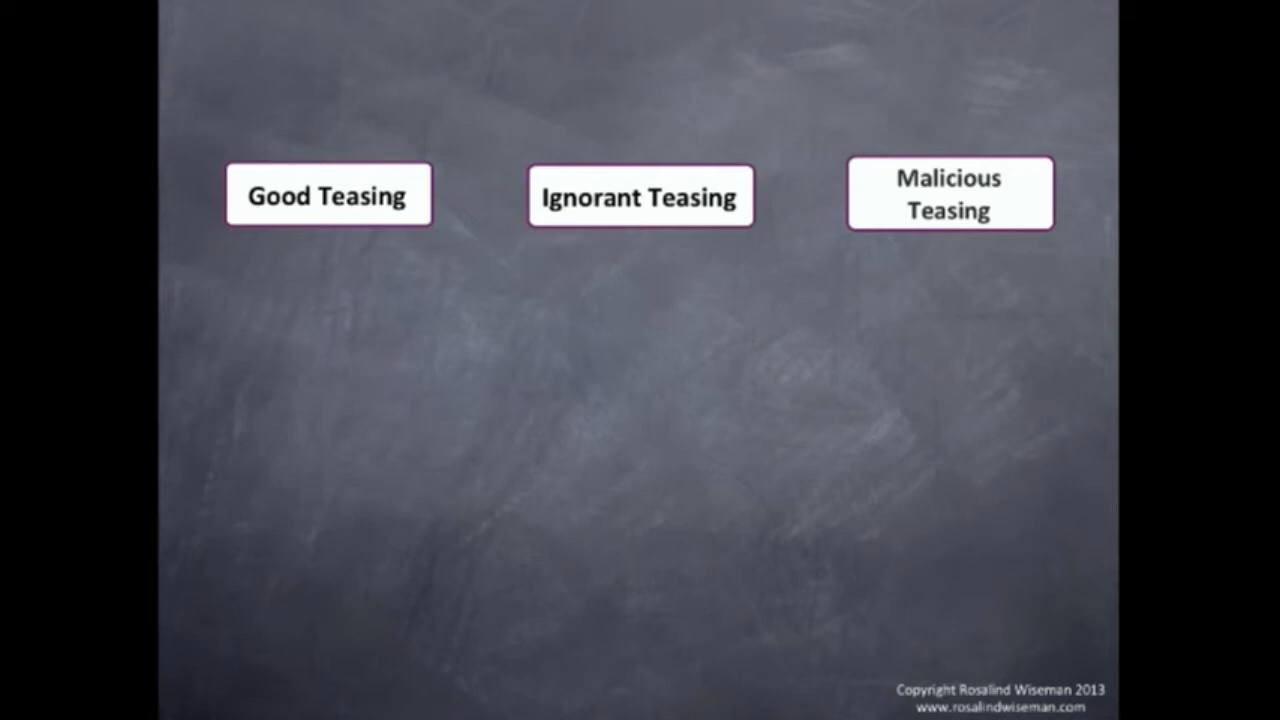 Good Teasing
Ignorant Teasing
Malicious
Teasing
Copyright Rosalind Wiseman 2013
www.rosalindwiseman.com